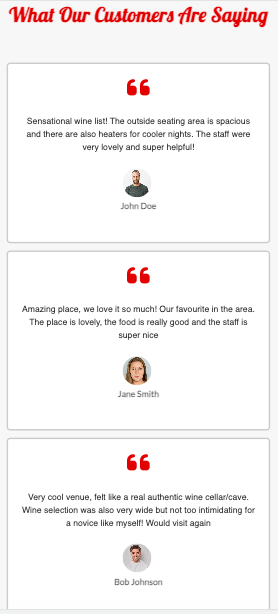 What Our Customers Are Saying
Sensational wine list! The outside seating area is spacious
and there are also heaters for cooler nights. The staff were
very lovely and super helpful!
John Doe
Amazing place, we love it so much! Our favourite in the area.
The place is lovely, the food is really good and the staff is
super nice
Jane Smith
Very cool venue, felt like a real authentic wine cellar/cave.
Wine selection was also very wide but not too intimidating for
a novice like myself! Would visit again
Bob Johnson